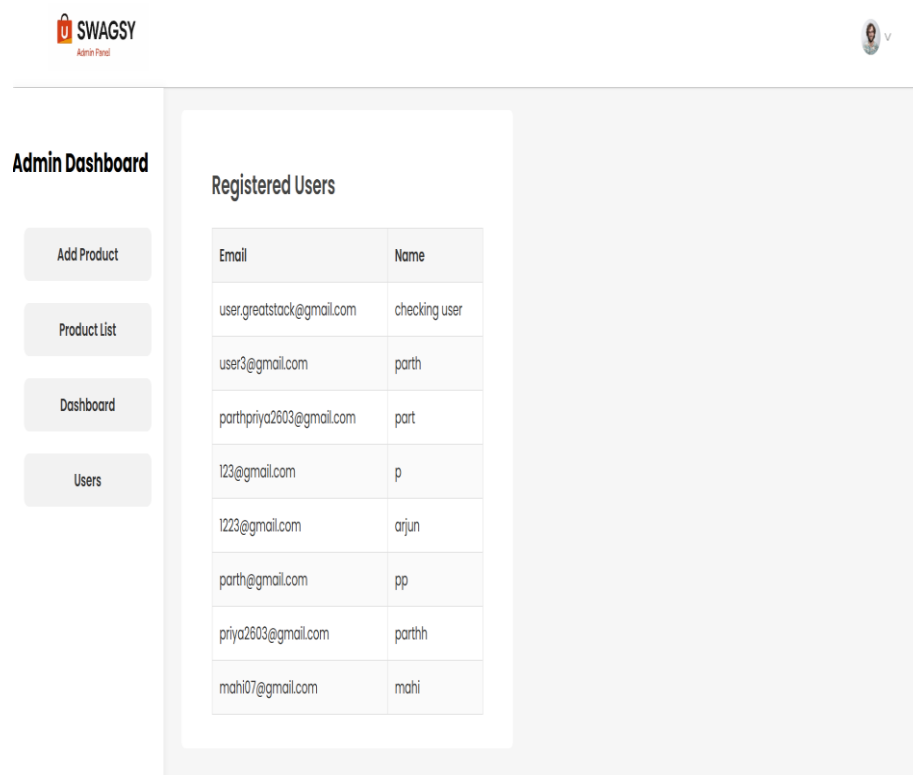 SWAGSY
Admin Panel
V
Admin Dashboard
Add Product
Product List
Dashboard
Users
Registered Users
Email Name
user.greatstack@gmail.com checking user
user3@gmail.com parth
parthpriya2603@gmail.com part
123@gmail.com p
1223@gmail.com arjun
parth@gmail.com pp
priya2603@gmail.com parthh
mahi07@gmail.com mahi